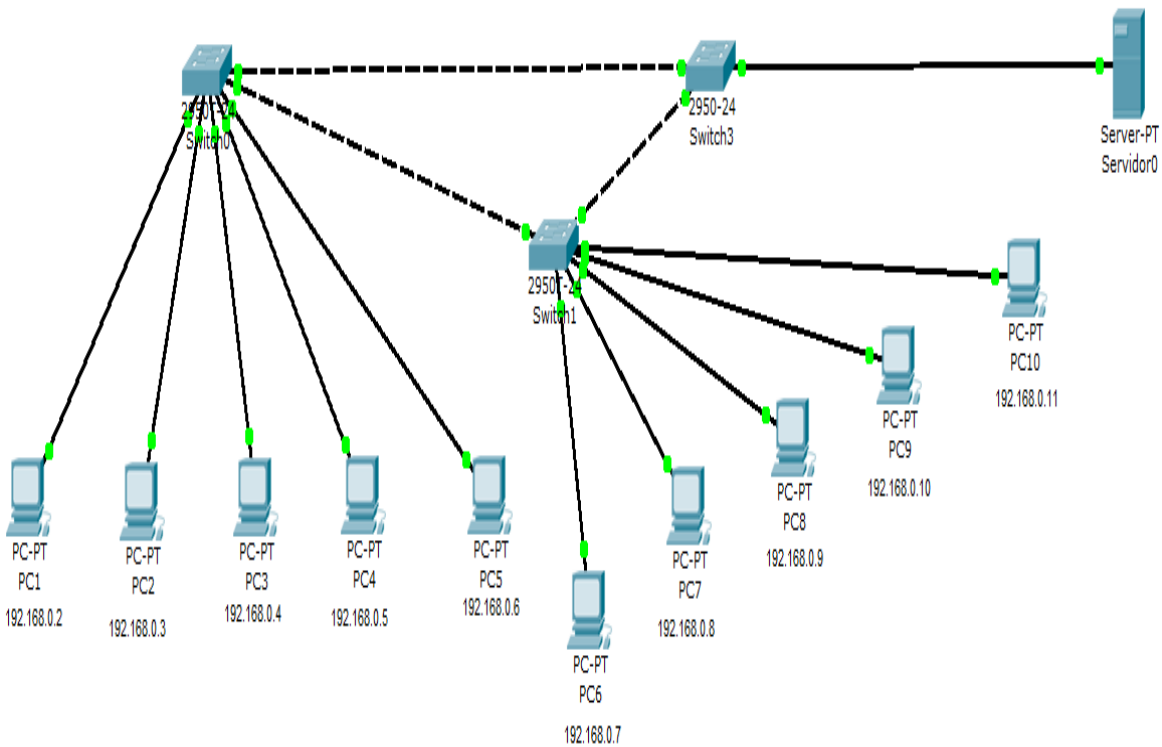 2950T-24
Switch0
2950-24
Switch3
Server-PT
Servidor0
2950T-24
Switch1
PC-PT
PC10
192.168.0.11
PC-PT
PC9
192.168.0.10
PC-PT
PC8
192.168.0.9
PC-PT
PC1
192.168.0.2
PC-PT
PC2
192.168.0.3
PC-PT
PC3
192.168.0.4
PC-PT
PC4
192.168.0.5
PC-PT
PC5
192.168.0.6
PC-PT
PC7
192.168.0.8
PC-PT
PC6
192.168.0.7